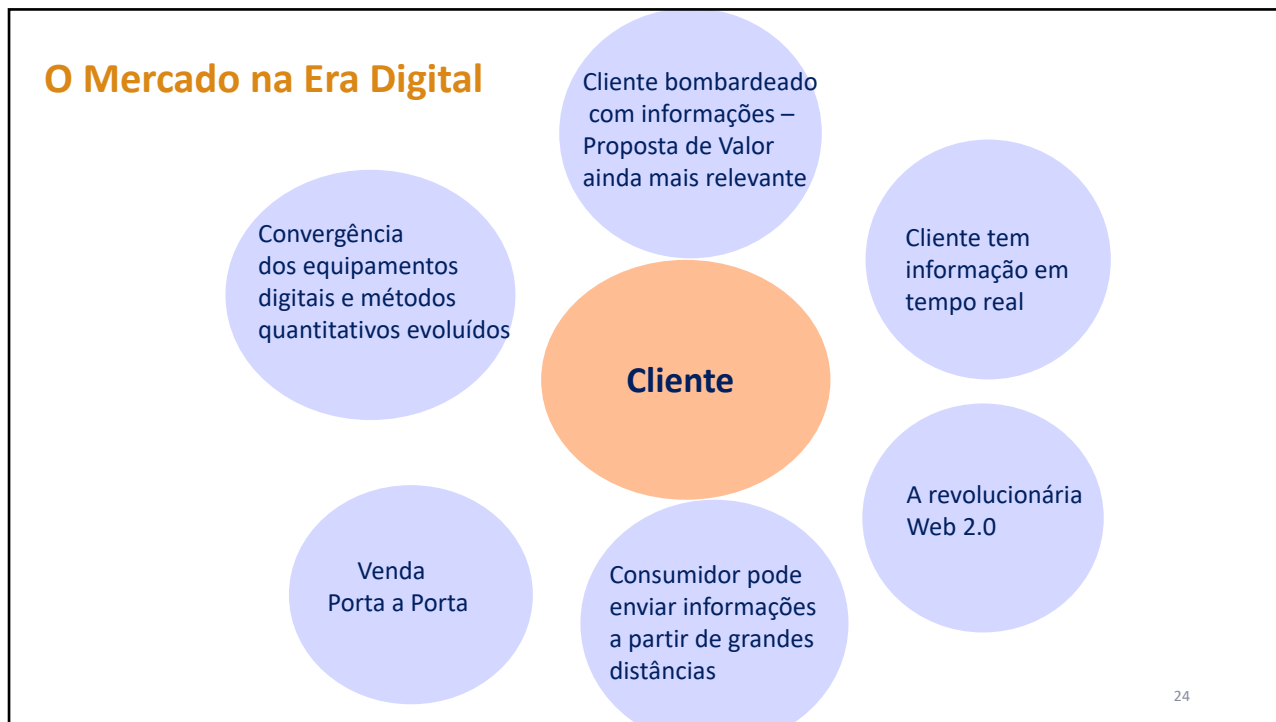 O Mercado na Era Digital
Cliente bombardeado
com informações –
Proposta de Valor
ainda mais relevante
Convergência
dos equipamentos
digitais e métodos
quantitativos evoluídos
Cliente tem
informação em
tempo real
Cliente
A revolucionária
Web 2.0
Venda
Porta a Porta
Consumidor pode
enviar informações
a partir de grandes
distâncias
24